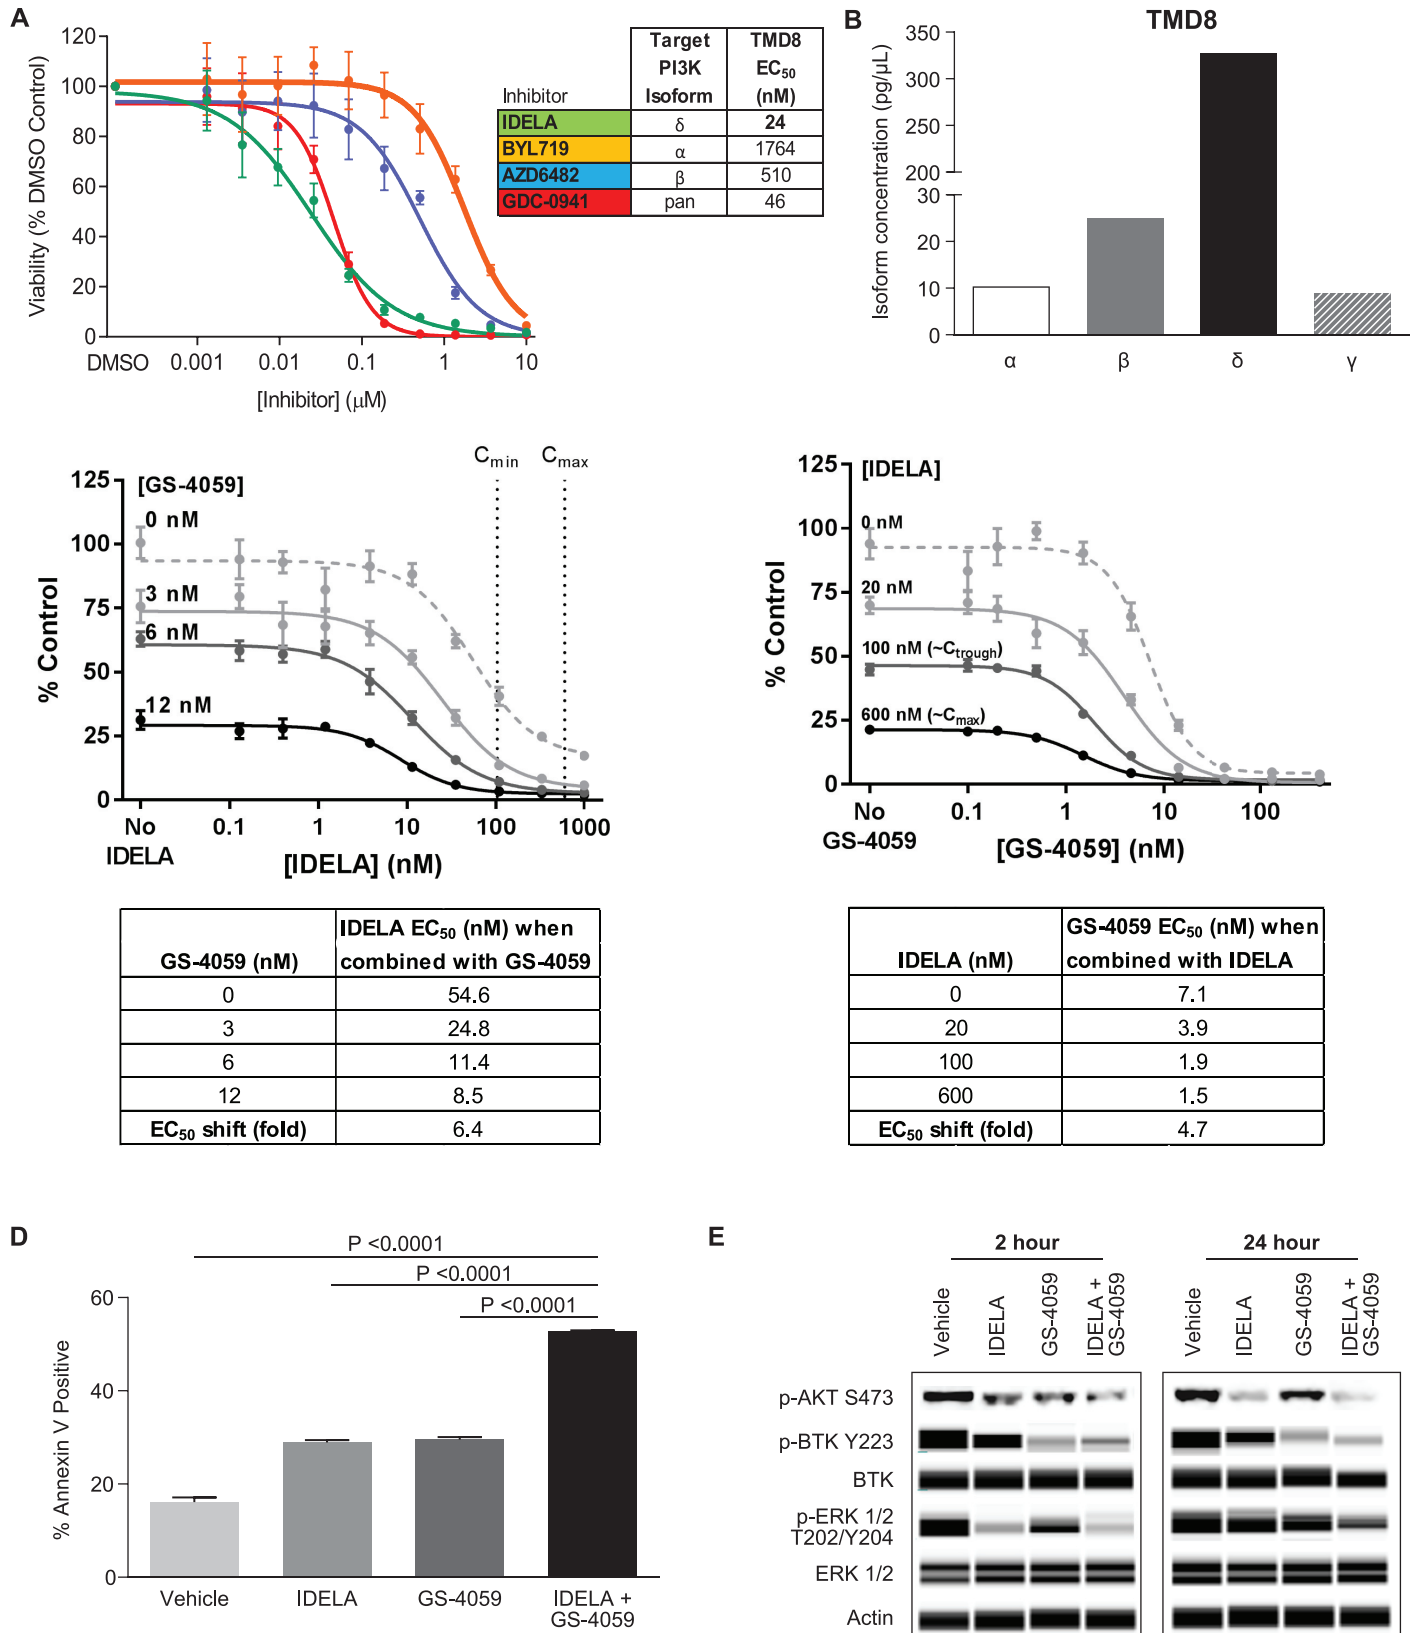 A
120
100
80
60
40
20
0
Viability (% DMSO Control)
DMSO 0.001 0.01 0.1 1 10
[Inhibitor] (μM)
Inhibitor Target PI3K Isoform TMD8 EC50 (nM)
IDELA δ 24
BYL719 α 1764
AZD6482 β 510
GDC-0941 pan 46
B
TMD8
Isoform concentration (pg/μL)
350
300
250
200
30
20
10
0
α β δ γ
Cmin Cmax
[GS-4059]
0 nM
3 nM
6 nM
12 nM
% Control
125
100
75
50
25
0
No IDELA 0.1 1 10 100 1000
[IDELA] (nM)
[IDELA]
0 nM
20 nM
100 nM (~Ctrough)
600 nM (~Cmax)
% Control
125
100
75
50
25
0
No GS-4059 0.1 1 10 100
[GS-4059] (nM)
GS-4059 (nM) IDELA EC50 (nM) when combined with GS-4059
0 54.6
3 24.8
6 11.4
12 8.5
EC50 shift (fold) 6.4
IDELA (nM) GS-4059 EC50 (nM) when combined with IDELA
0 7.1
20 3.9
100 1.9
600 1.5
EC50 shift (fold) 4.7
D
P <0.0001
P <0.0001
P <0.0001
% Annexin V Positive
60
40
20
0
Vehicle IDELA GS-4059 IDELA + GS-4059
E
2 hour 24 hour
Vehicle IDELA GS-4059 IDELA + GS-4059 Vehicle IDELA GS-4059 IDELA + GS-4059
p-AKT S473
p-BTK Y223
BTK
p-ERK 1/2
T202/Y204
ERK 1/2
Actin